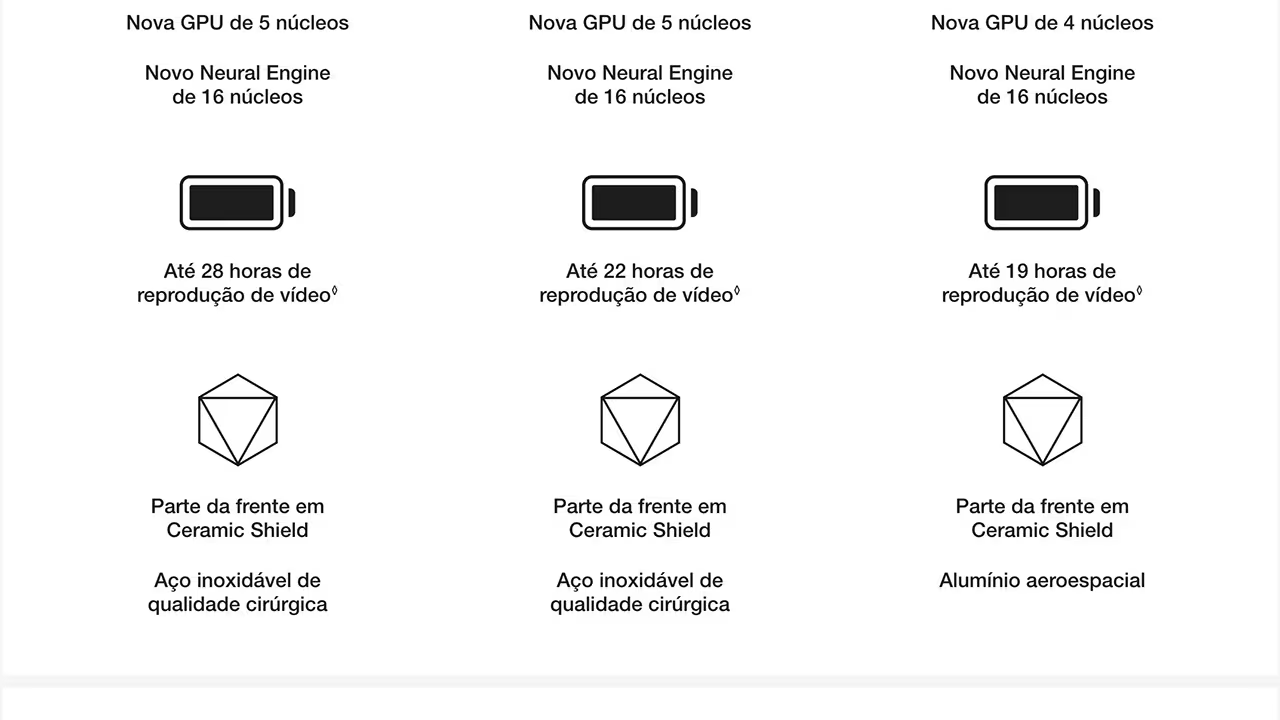 Nova GPU de 5 núcleos
Novo Neural Engine
de 16 núcleos
Até 28 horas de
reprodução de vídeo◊
Parte da frente em
Ceramic Shield
Aço inoxidável de
qualidade cirúrgica
Nova GPU de 5 núcleos
Novo Neural Engine
de 16 núcleos
Até 22 horas de
reprodução de vídeo◊
Parte da frente em
Ceramic Shield
Aço inoxidável de
qualidade cirúrgica
Nova GPU de 4 núcleos
Novo Neural Engine
de 16 núcleos
Até 19 horas de
reprodução de vídeo◊
Parte da frente em
Ceramic Shield
Alumínio aeroespacial